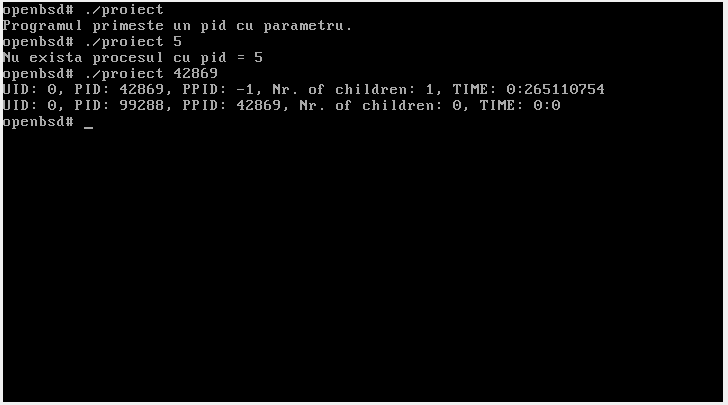 openbsd# ./proiect
Programul primeste un pid cu parametru.
openbsd# ./proiect 5
Nu exista procesul cu pid = 5
openbsd# ./proiect 42869
UID: 0, PID: 42869, PPID: -1, Nr. of children: 1, TIME: 0:265110754
UID: 0, PID: 99288, PPID: 42869, Nr. of children: 0, TIME: 0:0
openbsd# _